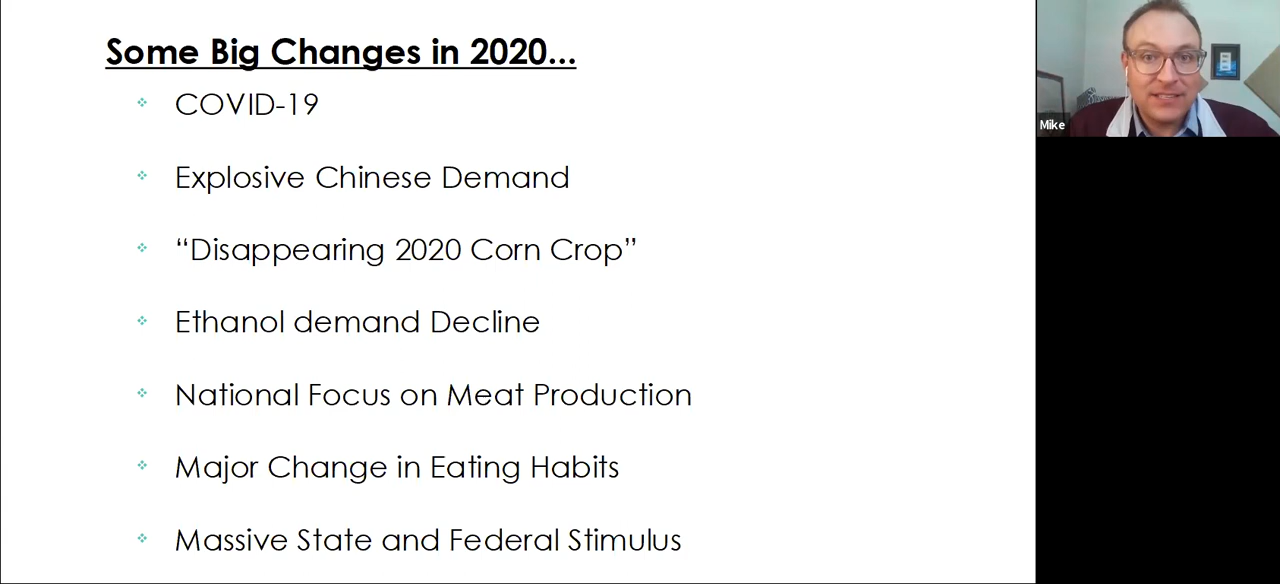 Some Big Changes in 2020...
COVID-19
Explosive Chinese Demand
“Disappearing 2020 Corn Crop”
Ethanol demand Decline
National Focus on Meat Production
Major Change in Eating Habits
Massive State and Federal Stimulus
Mike